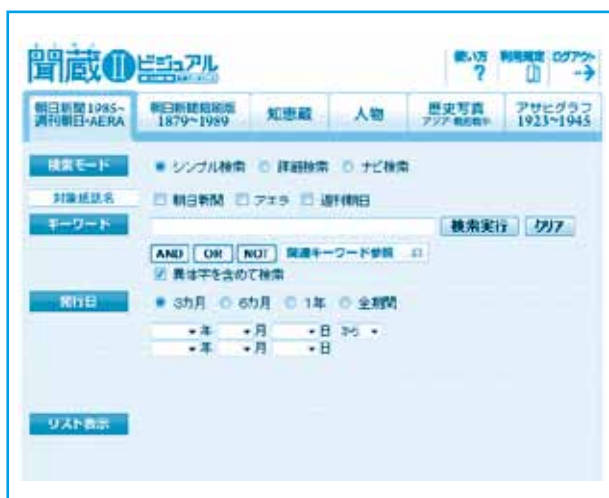 聞蔵Ⅱビジュアル
使い方 利用規定 ログアウト
?
朝日新聞1985~
週刊朝日・AERA
朝日新聞縮刷版
1879~1989
知恵蔵
人物
歴史写真
アジア・戦前戦中
アサヒグラフ
1923~1945
検索モード
シンプル検索 詳細検索 ナビ検索
対象紙誌名
朝日新聞 アエラ 週刊朝日
キーワード
検索実行 クリア
AND OR NOT 関連キーワード参照
異体字を含めて検索
発行日
3カ月 6カ月 1年 全期間
年 月 日 から
年 月 日
リスト表示